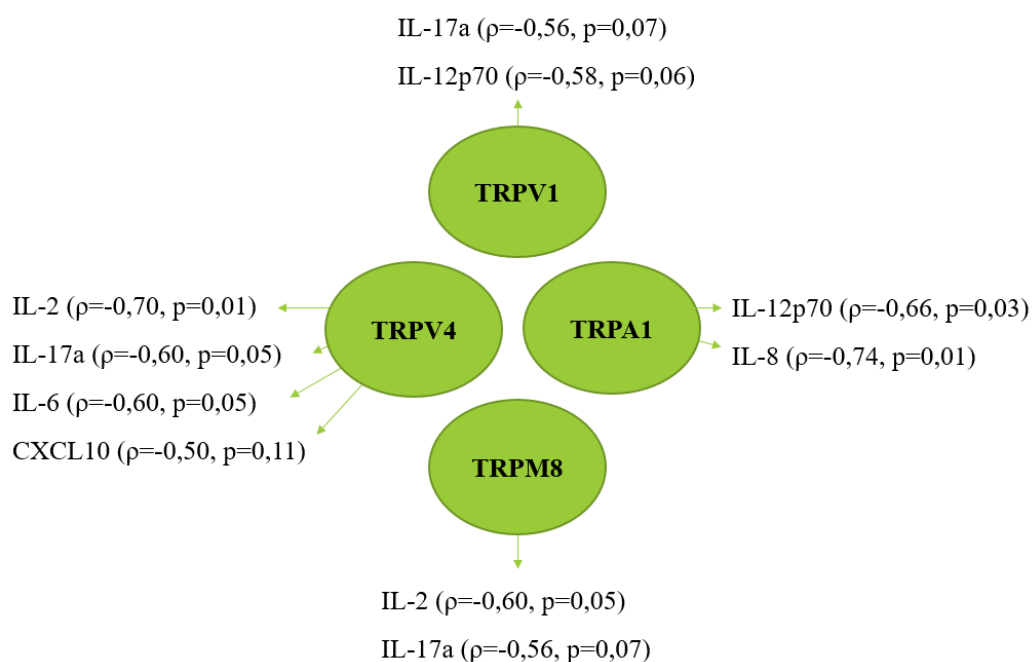 IL-17a (ρ=-0,56, p=0,07)
IL-12p70 (ρ=-0,58, p=0,06)
TRPV1
IL-2 (ρ=-0,70, p=0,01)
IL-17a (ρ=-0,60, p=0,05)
IL-6 (ρ=-0,60, p=0,05)
CXCL10 (ρ=-0,50, p=0,11)
TRPV4
TRPA1
IL-12p70 (ρ=-0,66, p=0,03)
IL-8 (ρ=-0,74, p=0,01)
TRPM8
IL-2 (ρ=-0,60, p=0,05)
IL-17a (ρ=-0,56, p=0,07)